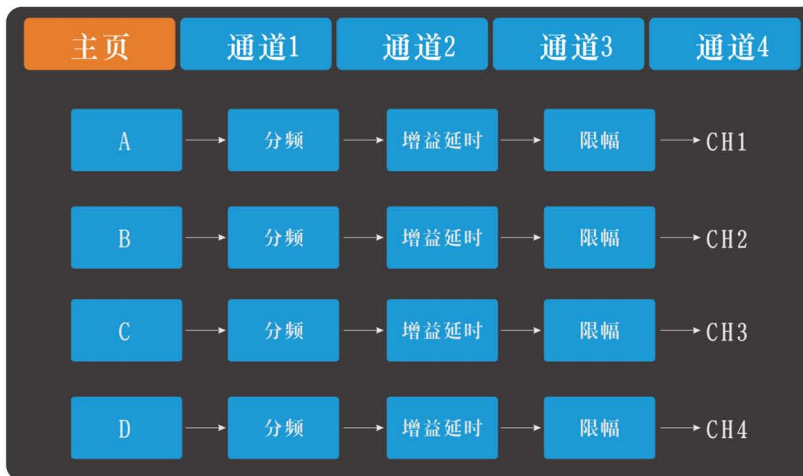 主页 通道1 通道2 通道3 通道4
A 分频 增益延时 限幅 CH1
B 分频 增益延时 限幅 CH2
C 分频 增益延时 限幅 CH3
D 分频 增益延时 限幅 CH4